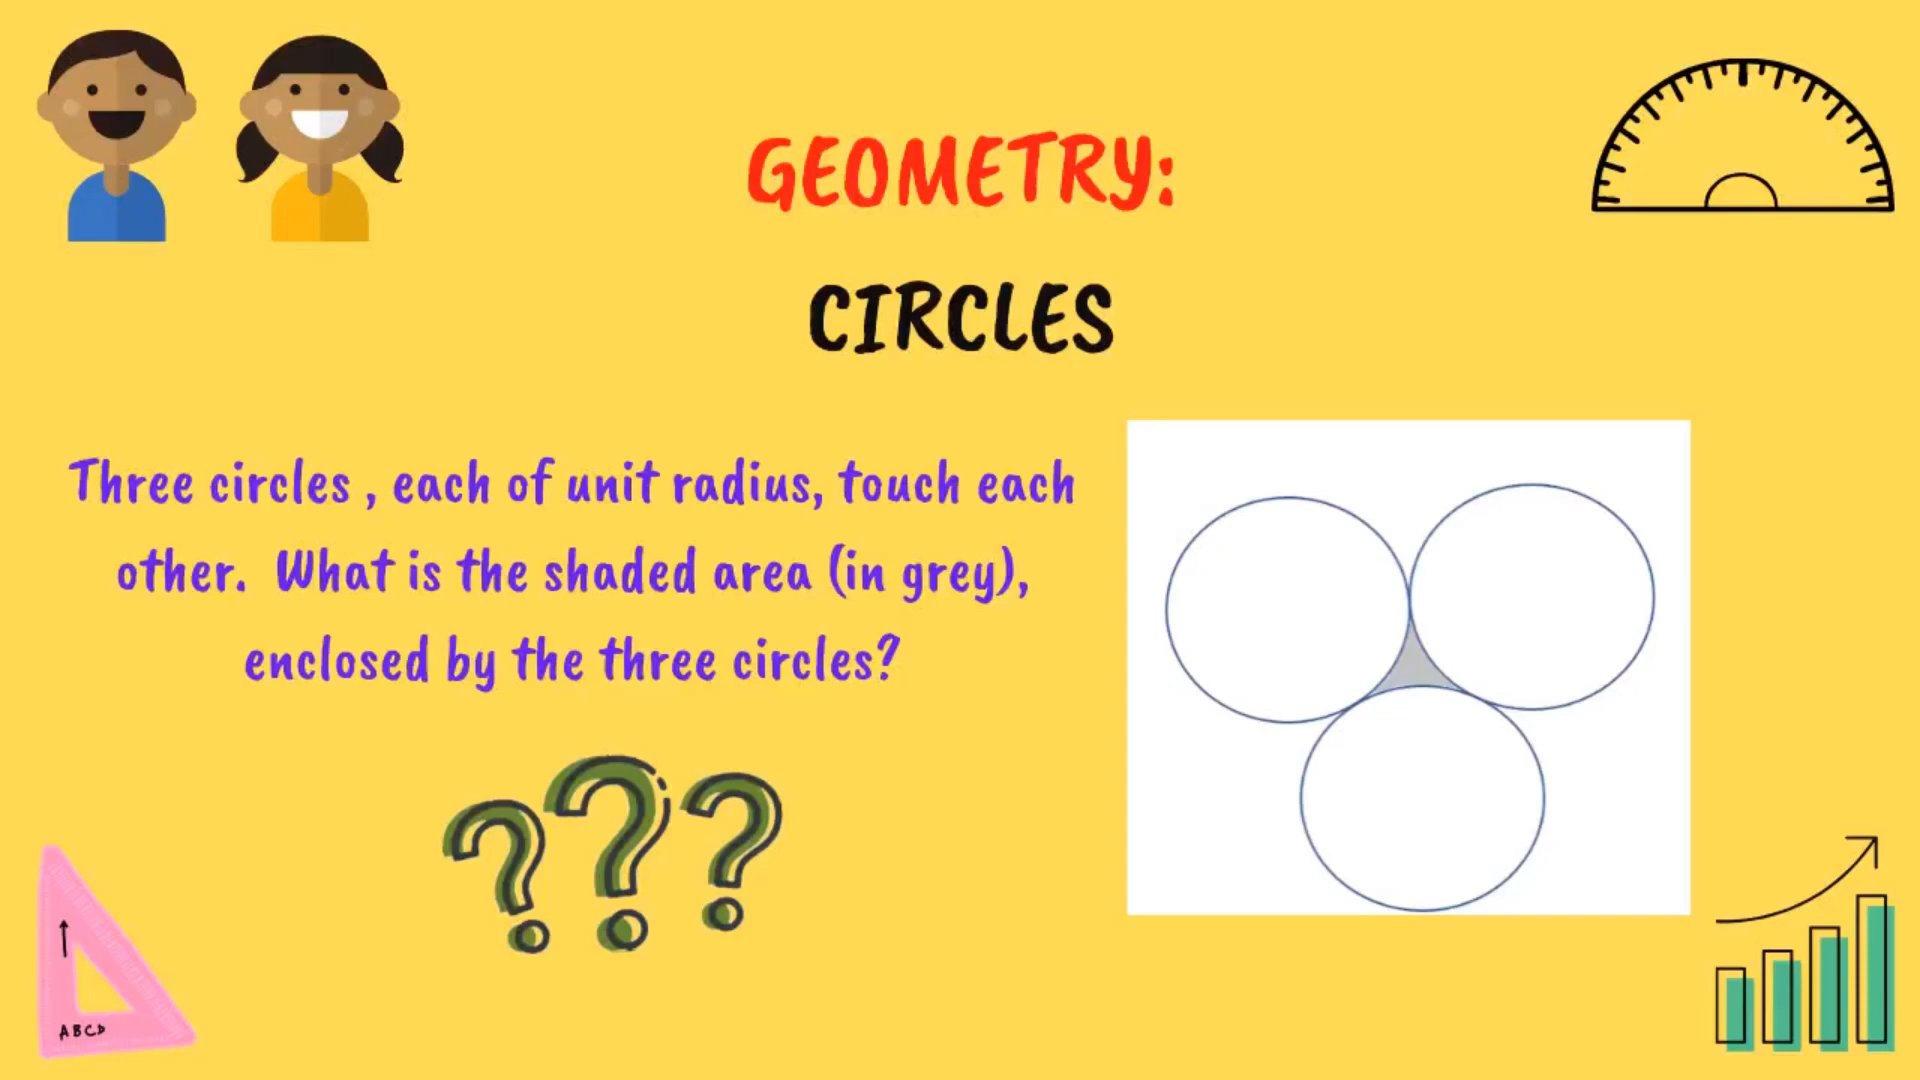 GEOMETRY:
CIRCLES
Three circles , each of unit radius, touch each
other. What is the shaded area (in grey),
enclosed by the three circles?
???
ABCD